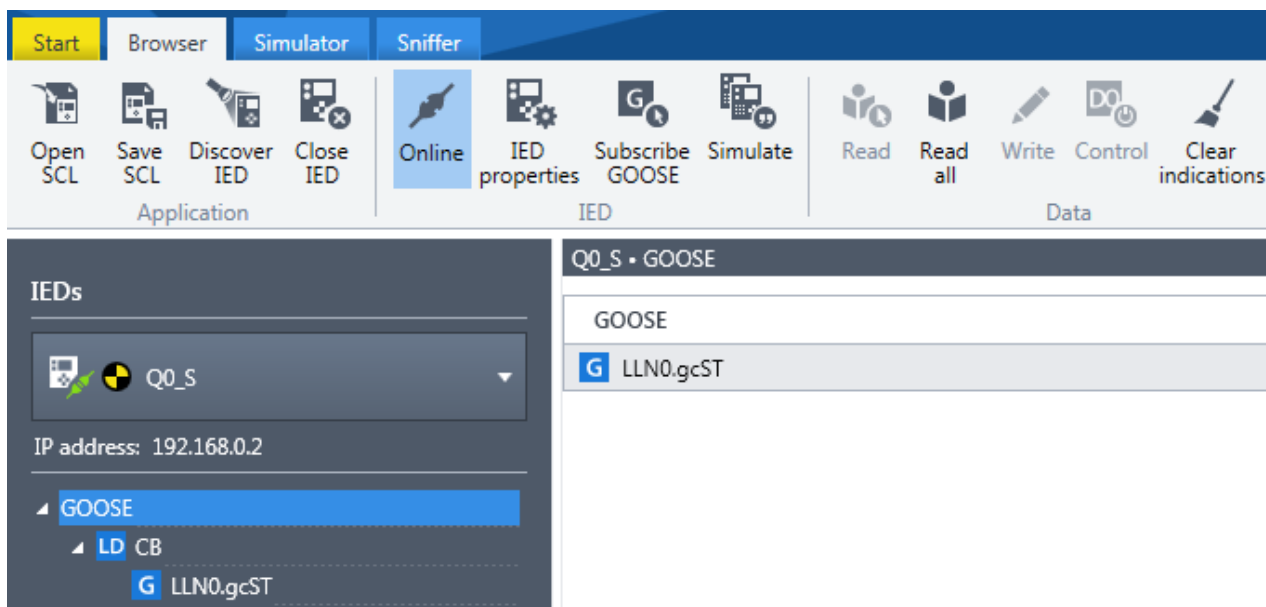 Start Browser Simulator Sniffer
Open SCL Save SCL Discover IED Close IED Online IED properties Subscribe GOOSE Simulate Read Read all Write Control Clear indications
Application IED Data
IEDs
Q0_S
IP address: 192.168.0.2
GOOSE
LD CB
G LLN0.gcST
Q0_S • GOOSE
GOOSE
G LLN0.gcST